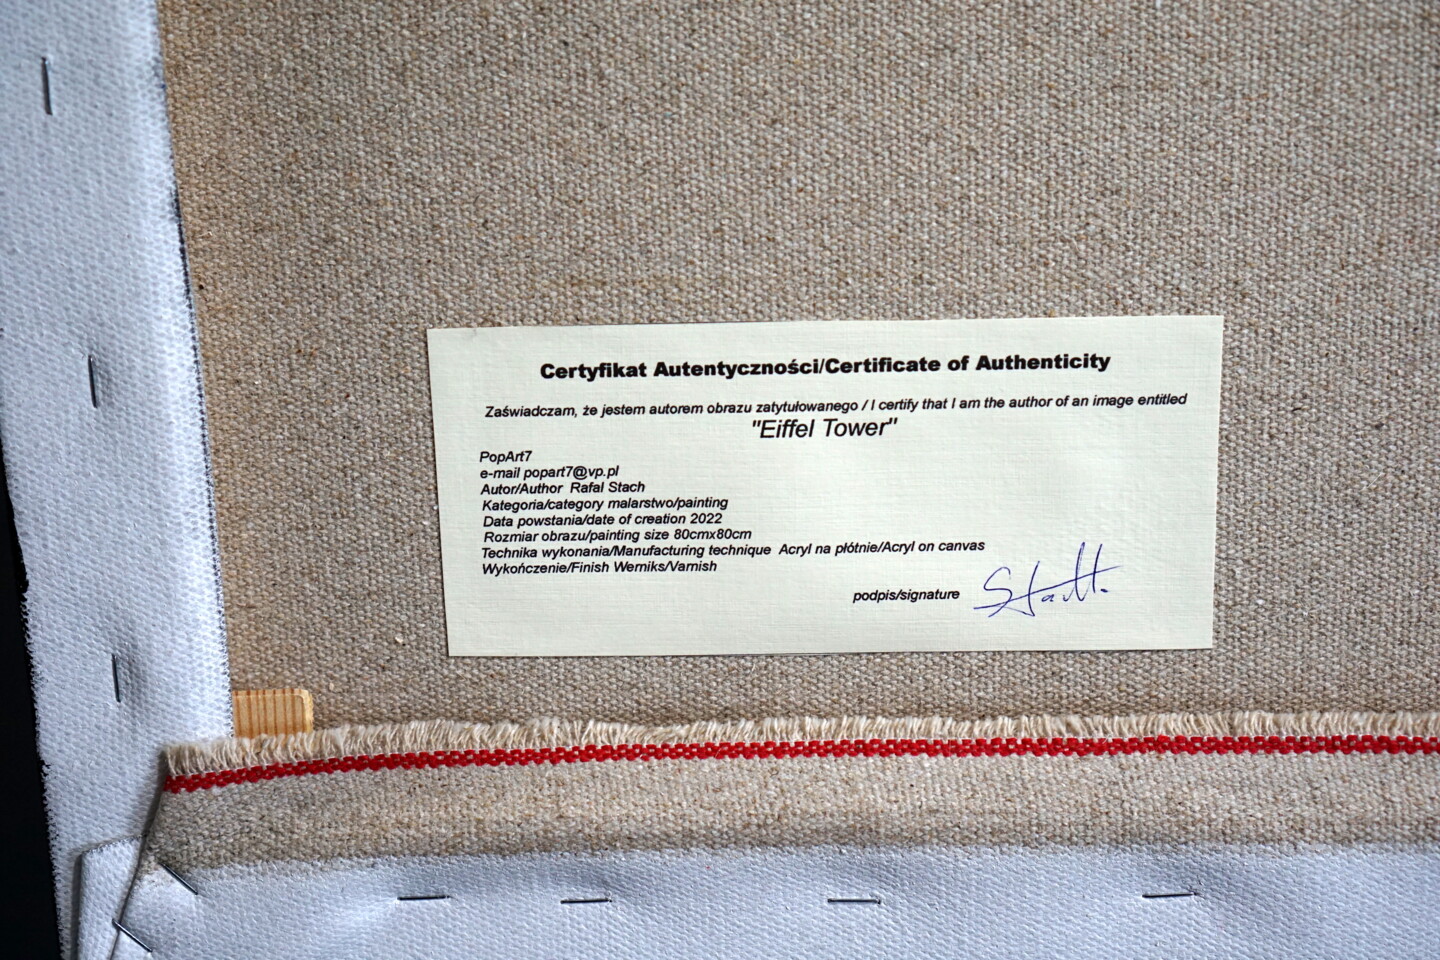 Certyfikat Autentyczności/Certificate of Authenticity
Zaświadczam, że jestem autorem obrazu zatytułowanego / I certify that I am the author of an image entitled
"Eiffel Tower"
PopArt7
e-mail popart7@vp.pl
Autor/Author Rafal Stach
Kategoria/category malarstwo/painting
Data powstania/date of creation 2022
Rozmiar obrazu/painting size 80cmx80cm
Technika wykonania/Manufacturing technique Acryl na płótnie/Acryl on canvas
Wykończenie/Finish Werniks/Varnish
podpis/signature